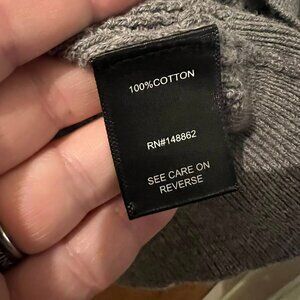 100%COTTON
RN#148862
SEE CARE ON
REVERSE